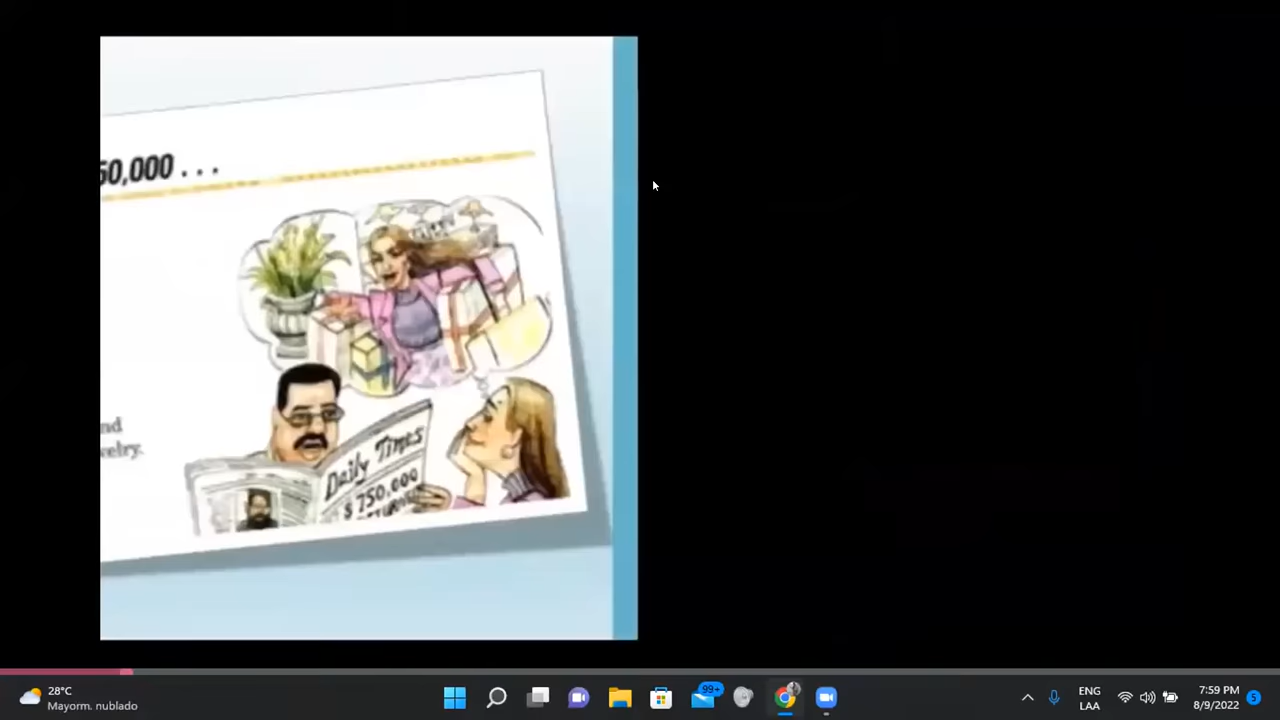 50,000 . . .
nd
welry.
Daily Times
$750,000
28°C
Mayorm. nublado
99+
ENG
LAA
7:59 PM
8/9/2022
5